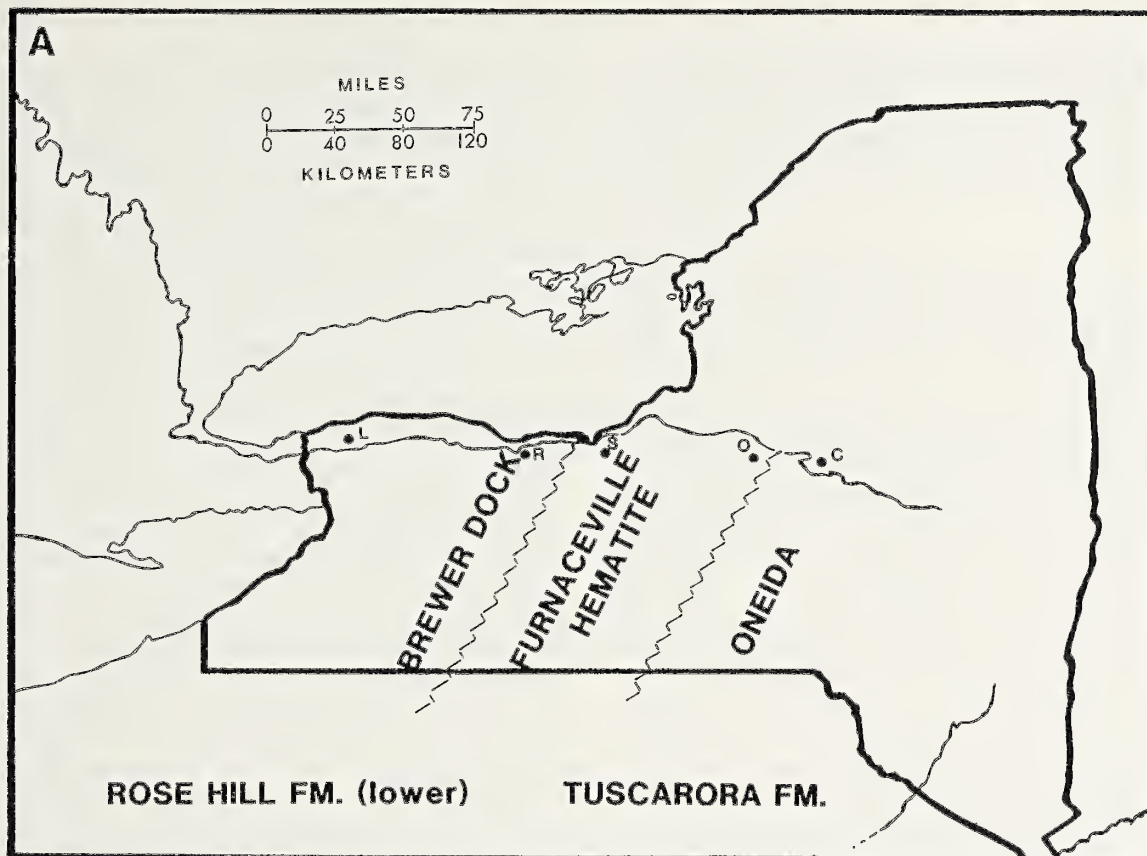 A
MILES
0 25 50 75
0 40 80 120
KILOMETERS
L
R
S
O
C
BREWER DOCK
FURNACEVILLE
HEMATITE
ONEIDA
ROSE HILL FM. (lower)
TUSCARORA FM.